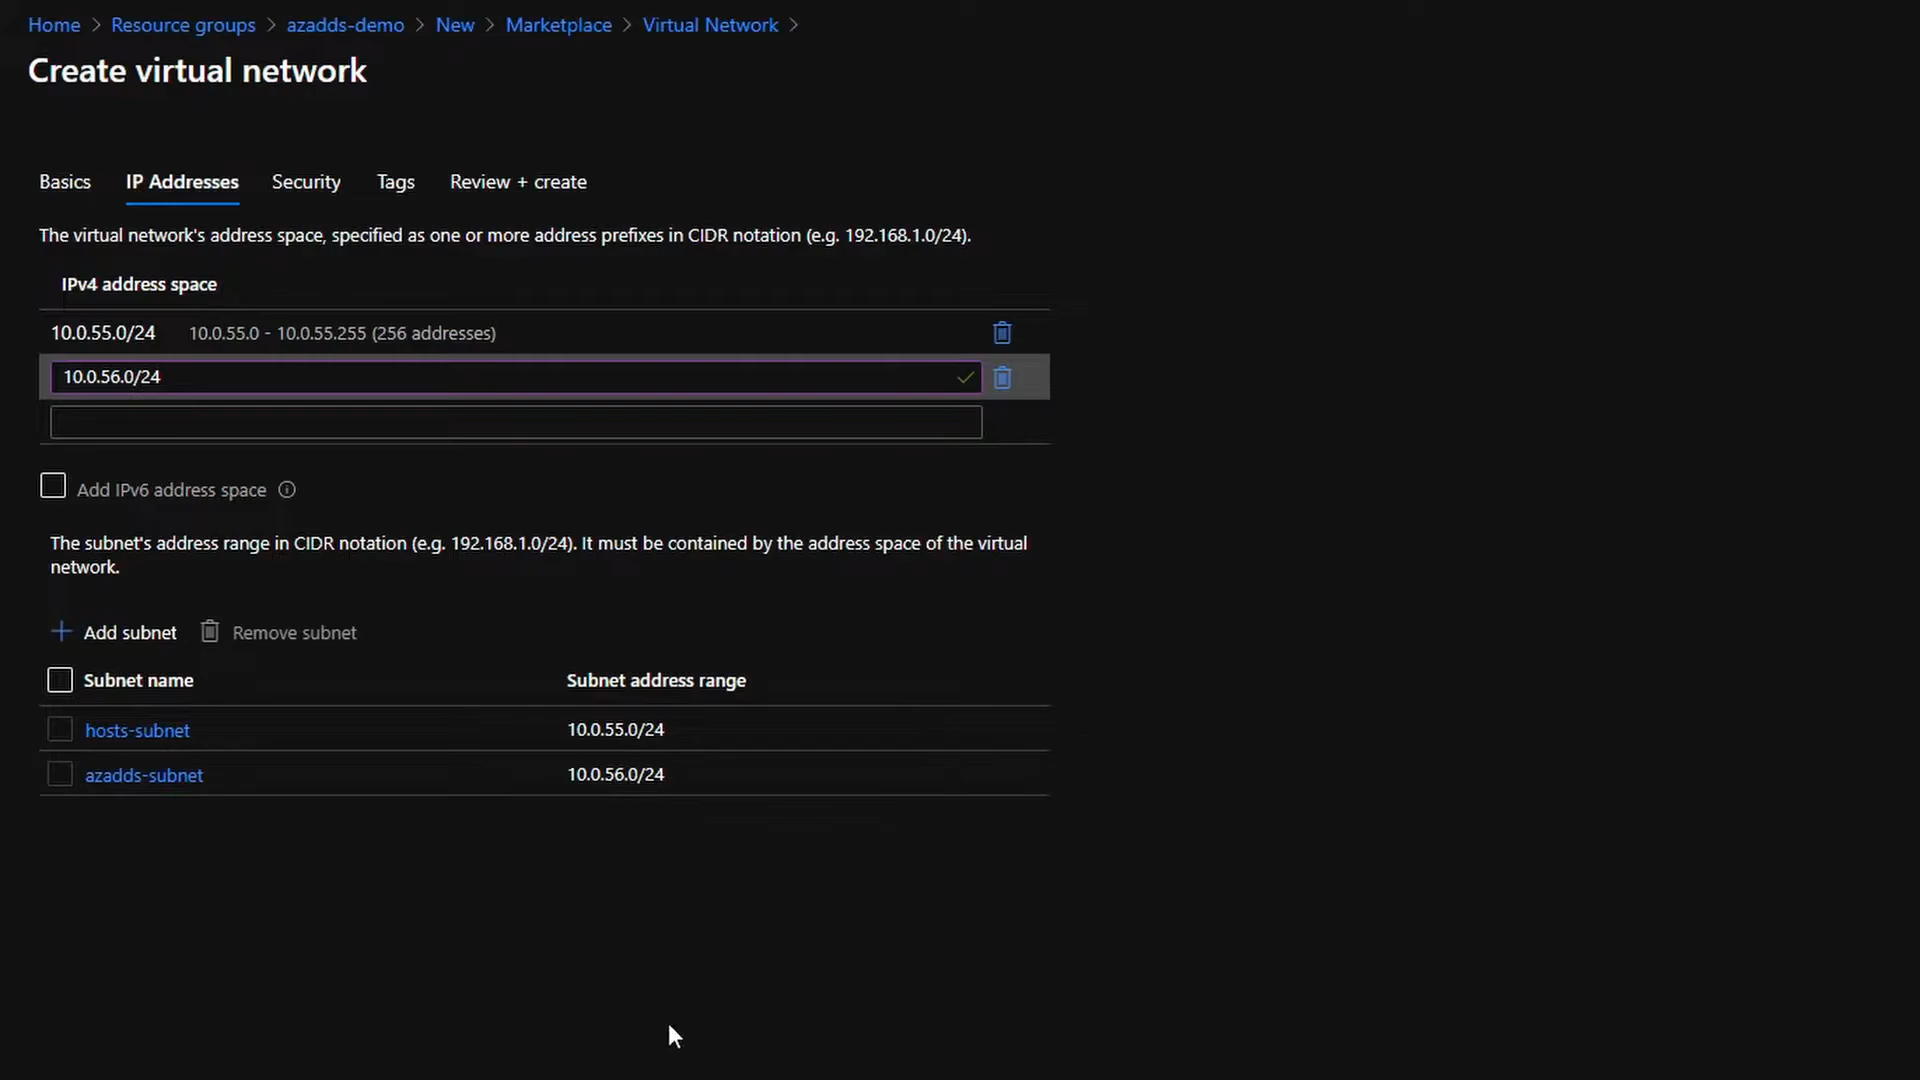 Home > Resource groups > azadds-demo > New > Marketplace > Virtual Network >
Create virtual network
Basics IP Addresses Security Tags Review + create
The virtual network's address space, specified as one or more address prefixes in CIDR notation (e.g. 192.168.1.0/24).
IPv4 address space
10.0.55.0/24 10.0.55.0 - 10.0.55.255 (256 addresses)
10.0.56.0/24
Add IPv6 address space
The subnet's address range in CIDR notation (e.g. 192.168.1.0/24). It must be contained by the address space of the virtual
network.
+ Add subnet Remove subnet
Subnet name Subnet address range
hosts-subnet 10.0.55.0/24
azadds-subnet 10.0.56.0/24